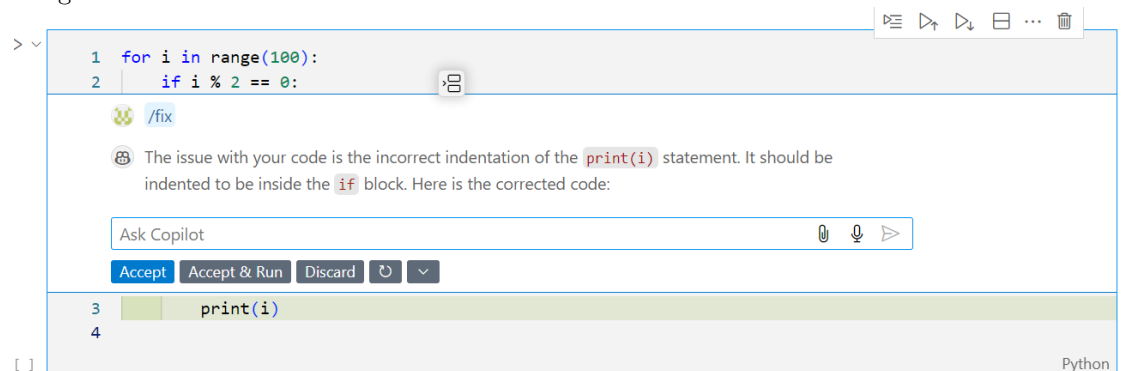 1 for i in range(100):
2 if i % 2 == 0:
/fix
The issue with your code is the incorrect indentation of the print(i) statement. It should be
indented to be inside the if block. Here is the corrected code:
Ask Copilot
Accept Accept & Run Discard
3 print(i)
4
[ ] Python